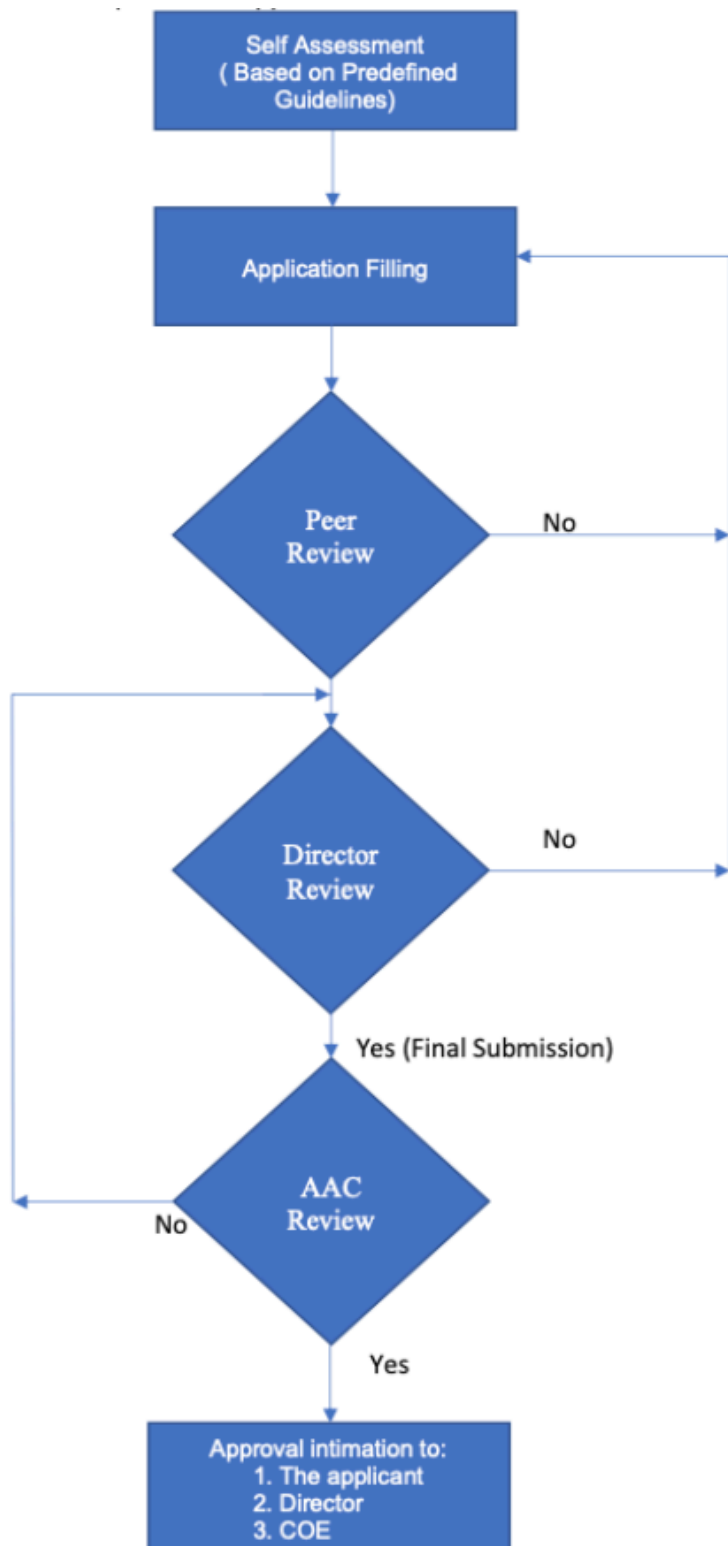 Self Assessment
( Based on Predefined
Guidelines)
Application Filling
Peer
Review
No
Director
Review
No
Yes (Final Submission)
AAC
Review
No
Yes
Approval intimation to:
1. The applicant
2. Director
3. COE